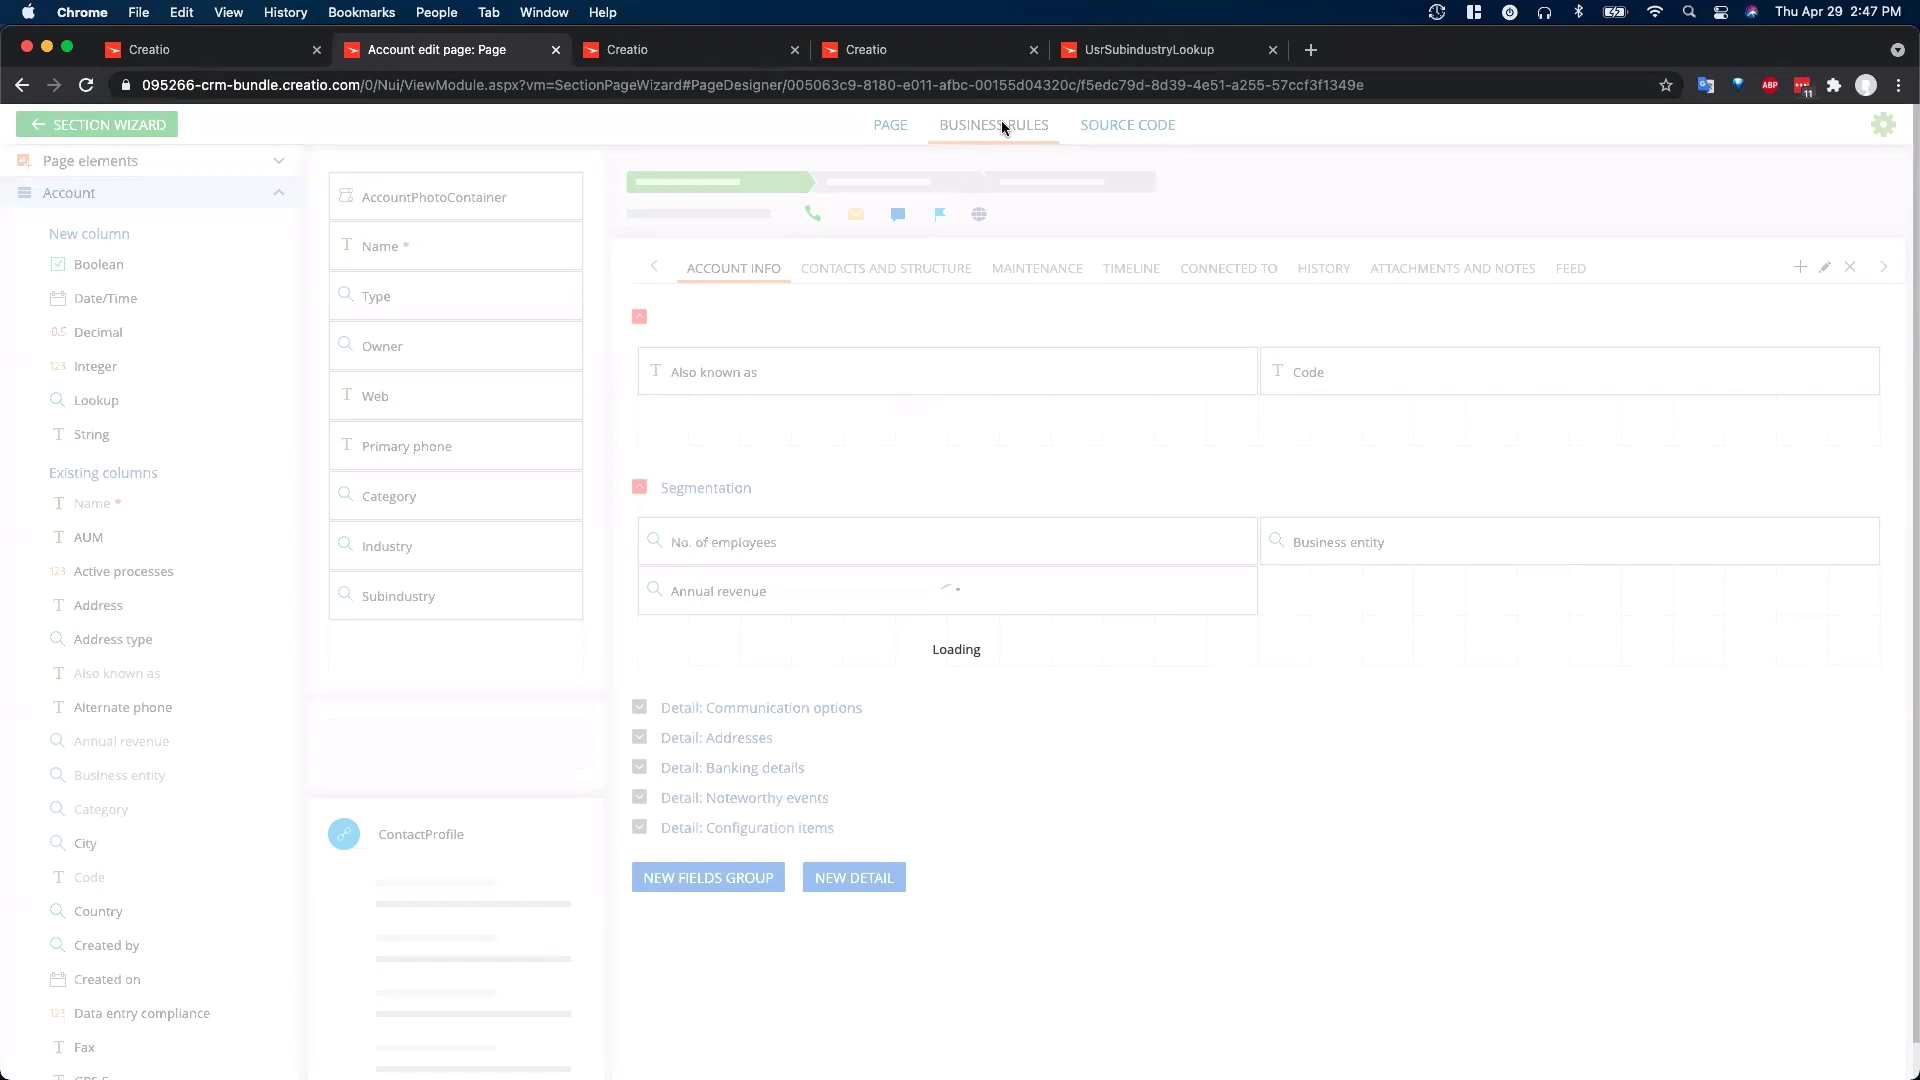 Chrome File Edit View History Bookmarks People Tab Window Help Thu Apr 29 2:47 PM
Creatio Account edit page: Page Creatio Creatio UsrSubindustryLookup
095266-crm-bundle.creatio.com/0/Nui/ViewModule.aspx?vm=SectionPageWizard#PageDesigner/005063c9-8180-e011-afbc-00155d04320c/f5edc79d-8d39-4e51-a255-57ccf3f1349e
ABP
11
SECTION WIZARD
PAGE BUSINESS RULES SOURCE CODE
Page elements
Account
New column
Boolean
Date/Time
0.5 Decimal
123 Integer
Lookup
T String
Existing columns
T Name *
T AUM
123 Active processes
T Address
Address type
T Also known as
T Alternate phone
Annual revenue
Business entity
Category
City
T Code
Country
Created by
Created on
123 Data entry compliance
T Fax
AccountPhotoContainer
T Name *
Type
Owner
T Web
T Primary phone
Category
Industry
Subindustry
ContactProfile
ACCOUNT INFO CONTACTS AND STRUCTURE MAINTENANCE TIMELINE CONNECTED TO HISTORY ATTACHMENTS AND NOTES FEED
T Also known as T Code
Segmentation
No. of employees Business entity
Annual revenue
Loading
Detail: Communication options
Detail: Addresses
Detail: Banking details
Detail: Noteworthy events
Detail: Configuration items
NEW FIELDS GROUP NEW DETAIL